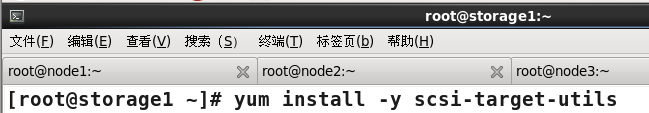 root@storage1:~
文件(F) 编辑(E) 查看(V) 搜索 (S) 终端(T) 标签页(b) 帮助(H)
root@node1:~ root@node2:~ root@node3:~
[root@storage1 ~]# yum install -y scsi-target-utils